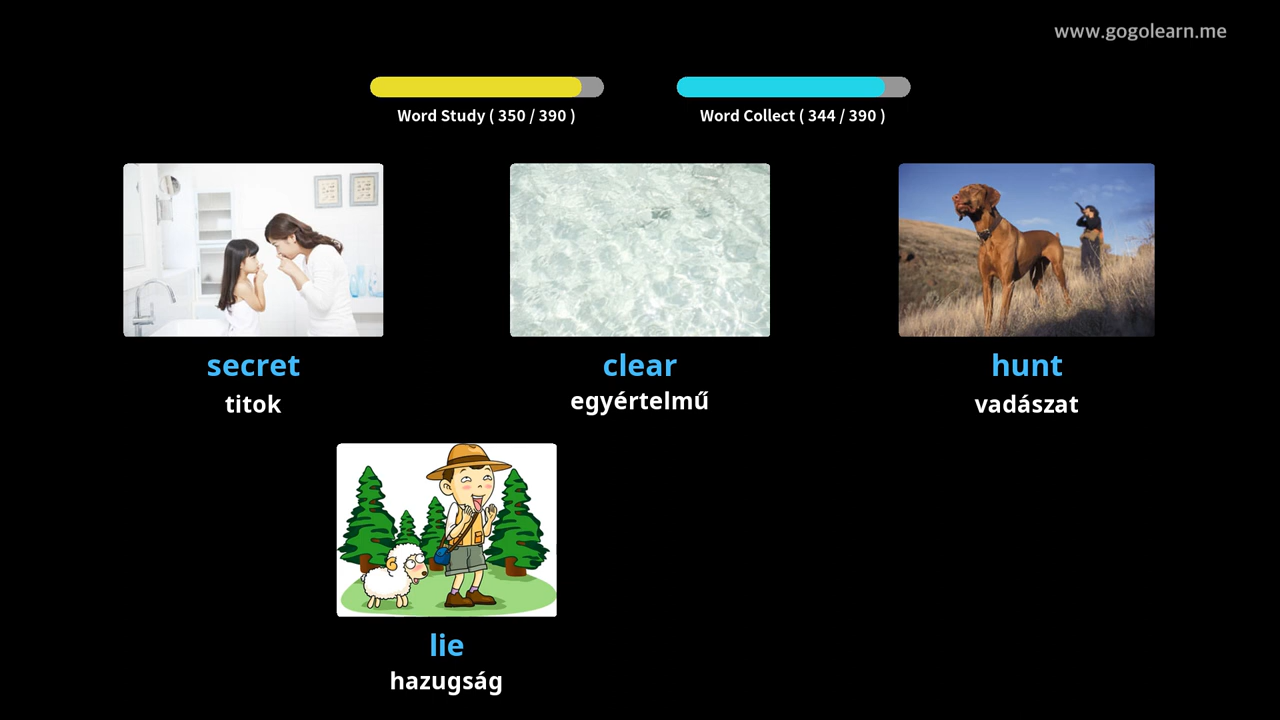 www.gogolearn.me
Word Study ( 350 / 390 )
Word Collect ( 344 / 390 )
secret
titok
clear
egyértelmű
hunt
vadászat
lie
hazugság